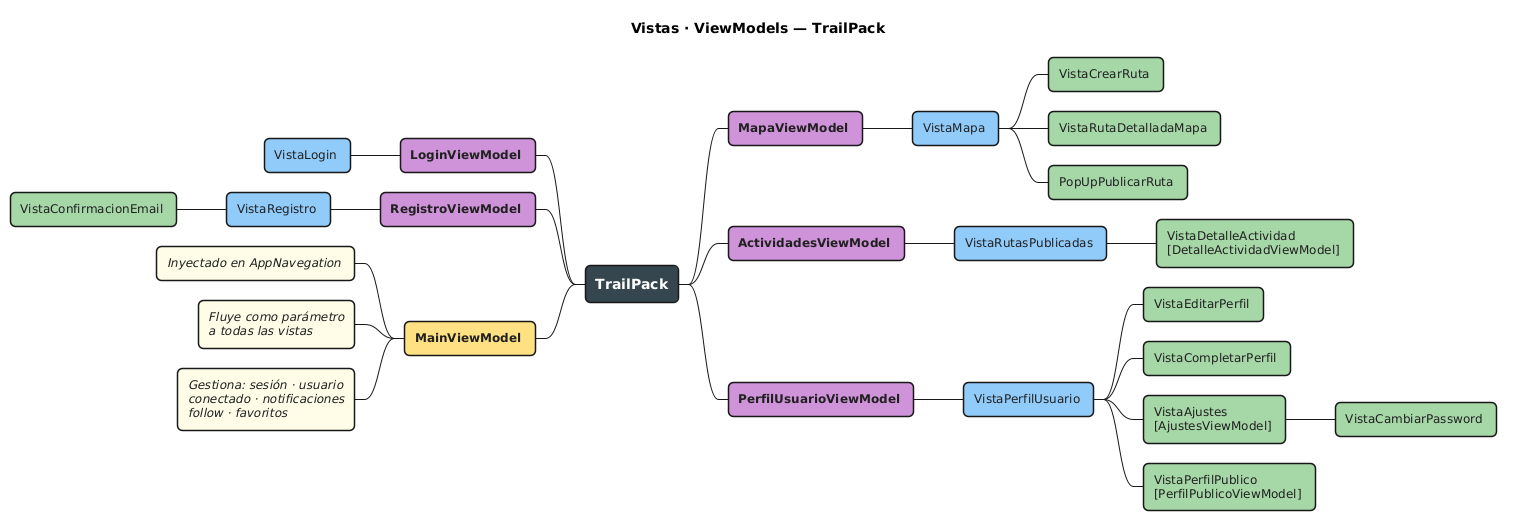 Vistas · ViewModels — TrailPack
VistaLogin
LoginViewModel
VistaConfirmacionEmail
VistaRegistro
RegistroViewModel
Inyectado en AppNavegation
Fluye como parámetro
a todas las vistas
Gestiona: sesión · usuario
conectado · notificaciones
follow · favoritos
MainViewModel
TrailPack
MapaViewModel
VistaMapa
VistaCrearRuta
VistaRutaDetalladaMapa
PopUpPublicarRuta
ActividadesViewModel
VistaRutasPublicadas
VistaDetalleActividad
[DetalleActividadViewModel]
PerfilUsuarioViewModel
VistaPerfilUsuario
VistaEditarPerfil
VistaCompletarPerfil
VistaAjustes
[AjustesViewModel]
VistaCambiarPassword
VistaPerfilPublico
[PerfilPublicoViewModel]